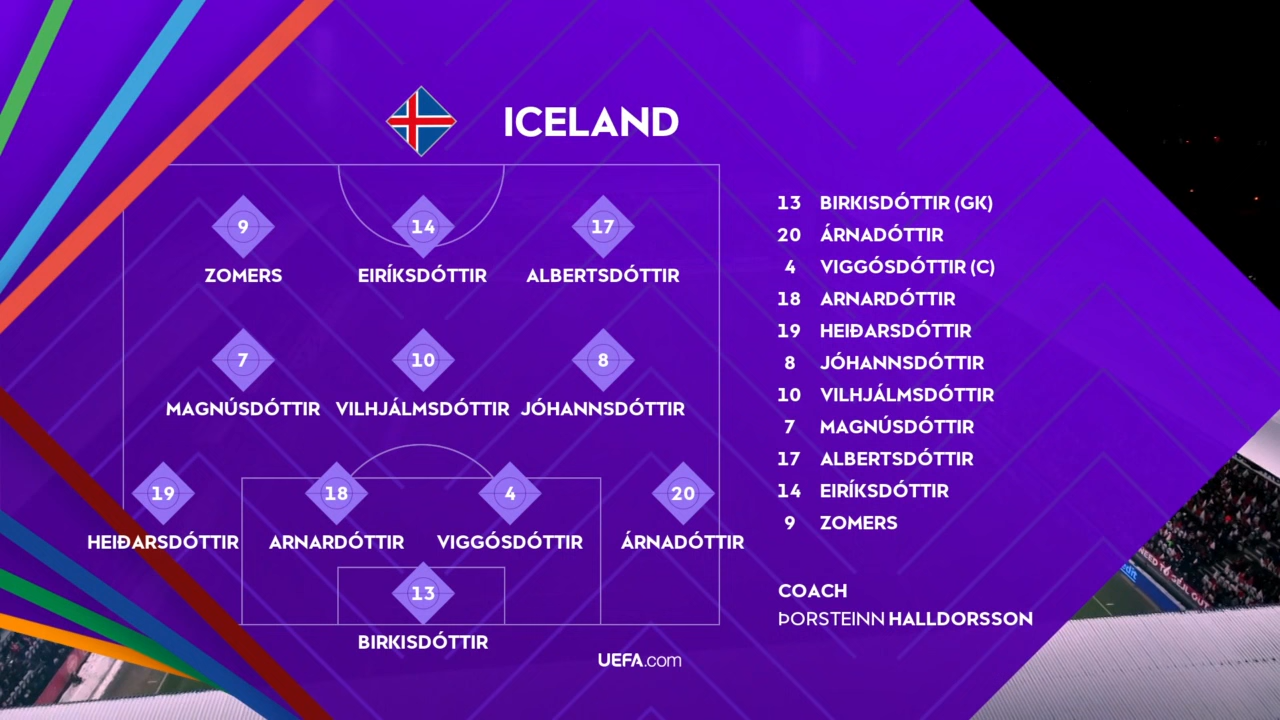 ICELAND
9 14 17
ZOMERS EIRÍKSDÓTTIR ALBERTSDÓTTIR
7 10 8
MAGNÚSDÓTTIR VILHJÁLMSDÓTTIR JÓHANNSDÓTTIR
19 18 4 20
HEIÐARSDÓTTIR ARNARDÓTTIR VIGGÓSDÓTTIR ÁRNADÓTTIR
13
BIRKISDÓTTIR
13 BIRKISDÓTTIR (GK)
20 ÁRNADÓTTIR
4 VIGGÓSDÓTTIR (C)
18 ARNARDÓTTIR
19 HEIÐARSDÓTTIR
8 JÓHANNSDÓTTIR
10 VILHJÁLMSDÓTTIR
7 MAGNÚSDÓTTIR
17 ALBERTSDÓTTIR
14 EIRÍKSDÓTTIR
9 ZOMERS
COACH
ÞORSTEINN HALLDORSSON
UEFA.com